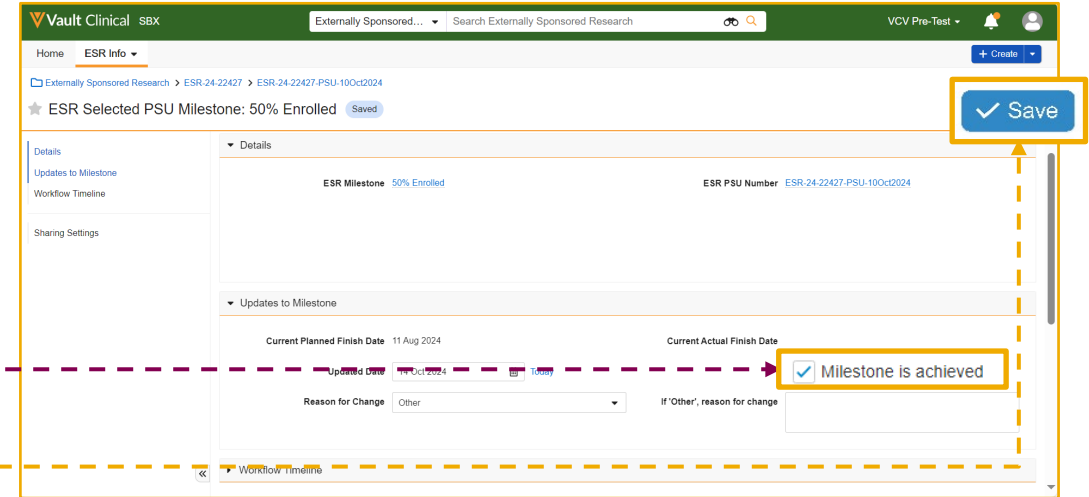 Vault Clinical SBX
Externally Sponsored... Search Externally Sponsored Research
VCV Pre-Test
Home ESR Info
+ Create
Externally Sponsored Research > ESR-24-22427 > ESR-24-22427-PSU-10Oct2024
ESR Selected PSU Milestone: 50% Enrolled Saved
Save
Details
Updates to Milestone
Workflow Timeline
Sharing Settings
Details
ESR Milestone 50% Enrolled
ESR PSU Number ESR-24-22427-PSU-10Oct2024
Updates to Milestone
Current Planned Finish Date 11 Aug 2024
Current Actual Finish Date
Updated Date 14 Oct 2024 Today
Milestone is achieved
Reason for Change Other
If 'Other', reason for change
Workflow Timeline